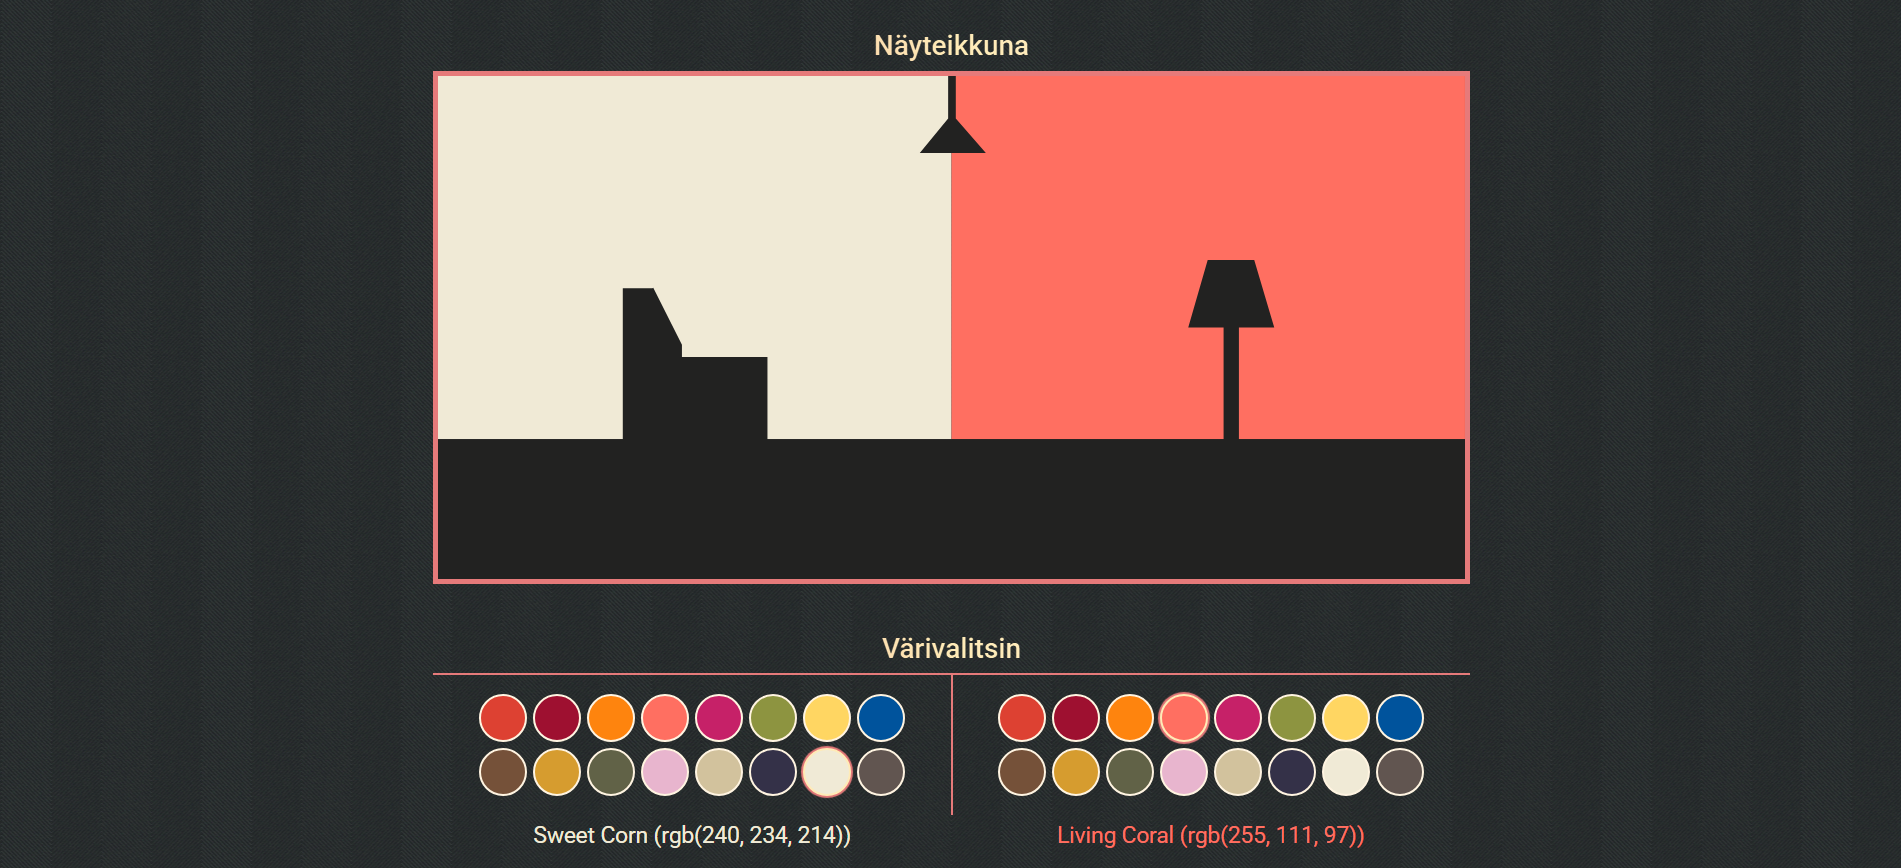 Näyteikkuna
Värivalitsin
Sweet Corn (rgb(240, 234, 214))
Living Coral (rgb(255, 111, 97))